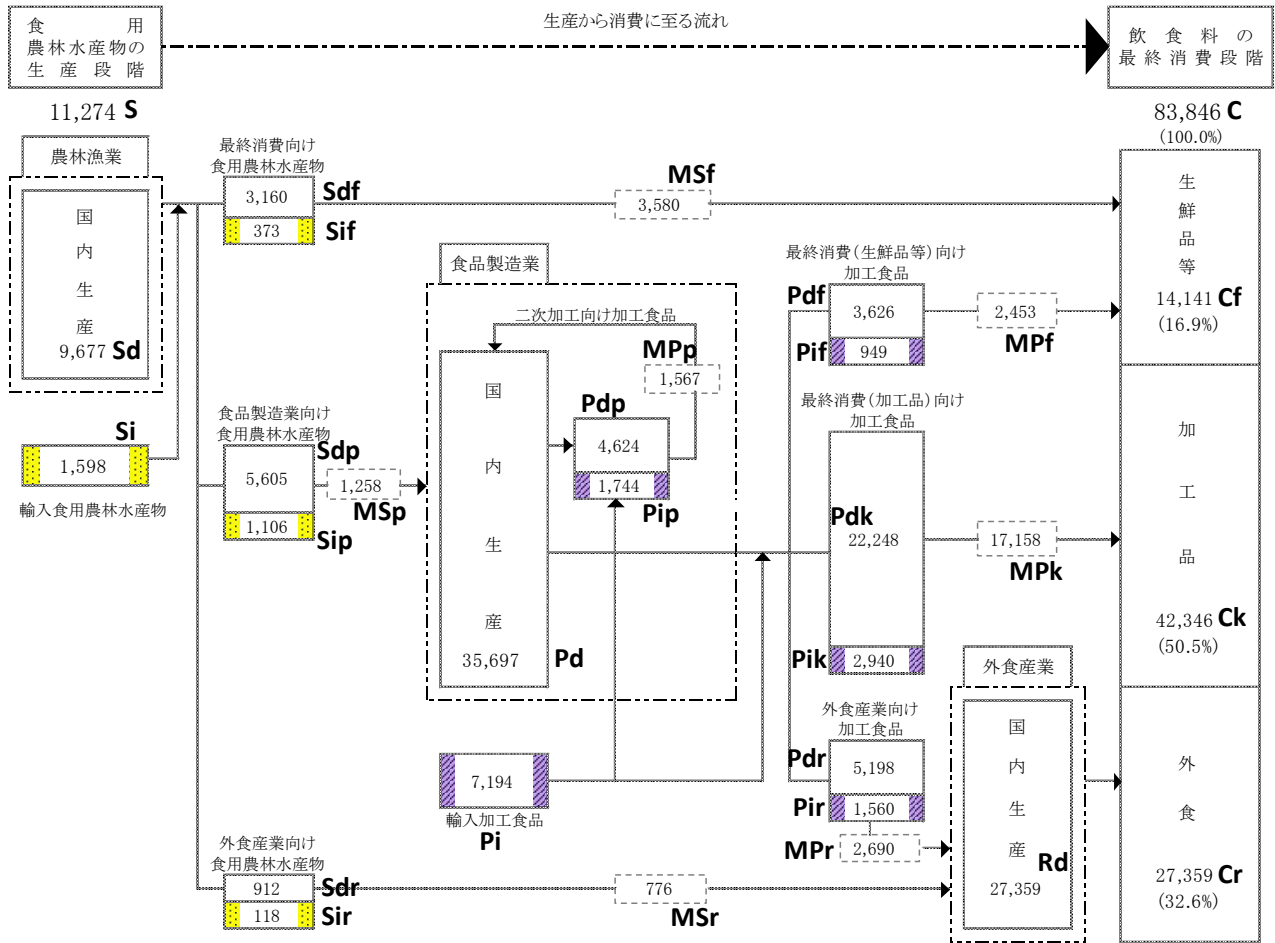 食用
農林水産物の
生産段階
生産から消費に至る流れ
飲食料の
最終消費段階
11,274 S
83,846 C
(100.0%)
農林漁業
国内生産
9,677 Sd
最終消費向け
食用農林水産物
3,160 Sdf
373 Sif
MSf
3,580
生鮮品等
14,141 Cf
(16.9%)
食品製造業
最終消費(生鮮品等)向け
加工食品
Pdf
3,626
Pif
949
2,453
MPf
二次加工向け加工食品
MPp
1,567
国内生産
35,697 Pd
Pdp
4,624
1,744
Pip
Si
1,598
輸入食用農林水産物
食品製造業向け
食用農林水産物
Sdp
5,605
1,106
Sip
1,258
MSp
最終消費(加工品)向け
加工食品
Pdk
22,248
Pik
2,940
17,158
MPk
加工品
42,346 Ck
(50.5%)
外食産業
外食産業向け
加工食品
Pdr
5,198
Pir
1,560
MPr
2,690
国内生産
Rd
27,359
7,194
輸入加工食品
Pi
外食
27,359 Cr
(32.6%)
外食産業向け
食用農林水産物
912 Sdr
118 Sir
776
MSr